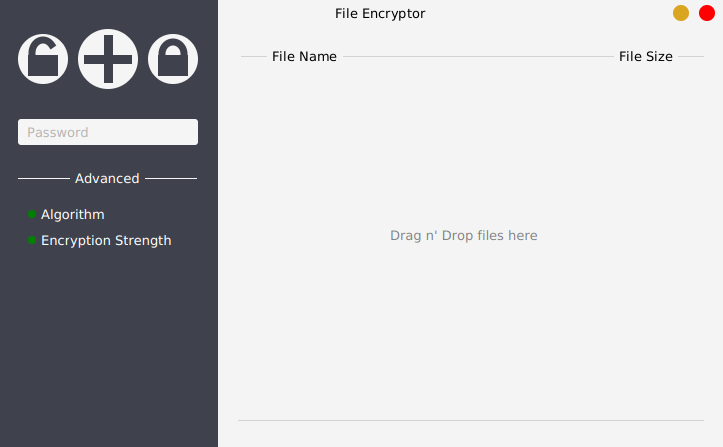 File Encryptor
File Name
File Size
Password
Advanced
Algorithm
Encryption Strength
Drag n' Drop files here